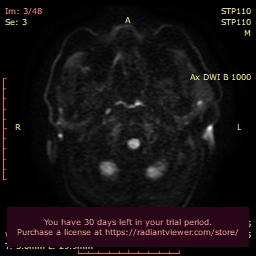 Im: 3/48
Se: 3
A
STP110
STP110
M
Ax DWI B 1000
R
L
You have 30 days left in your trial period.
Purchase a license at https://radiantviewer.com/store/